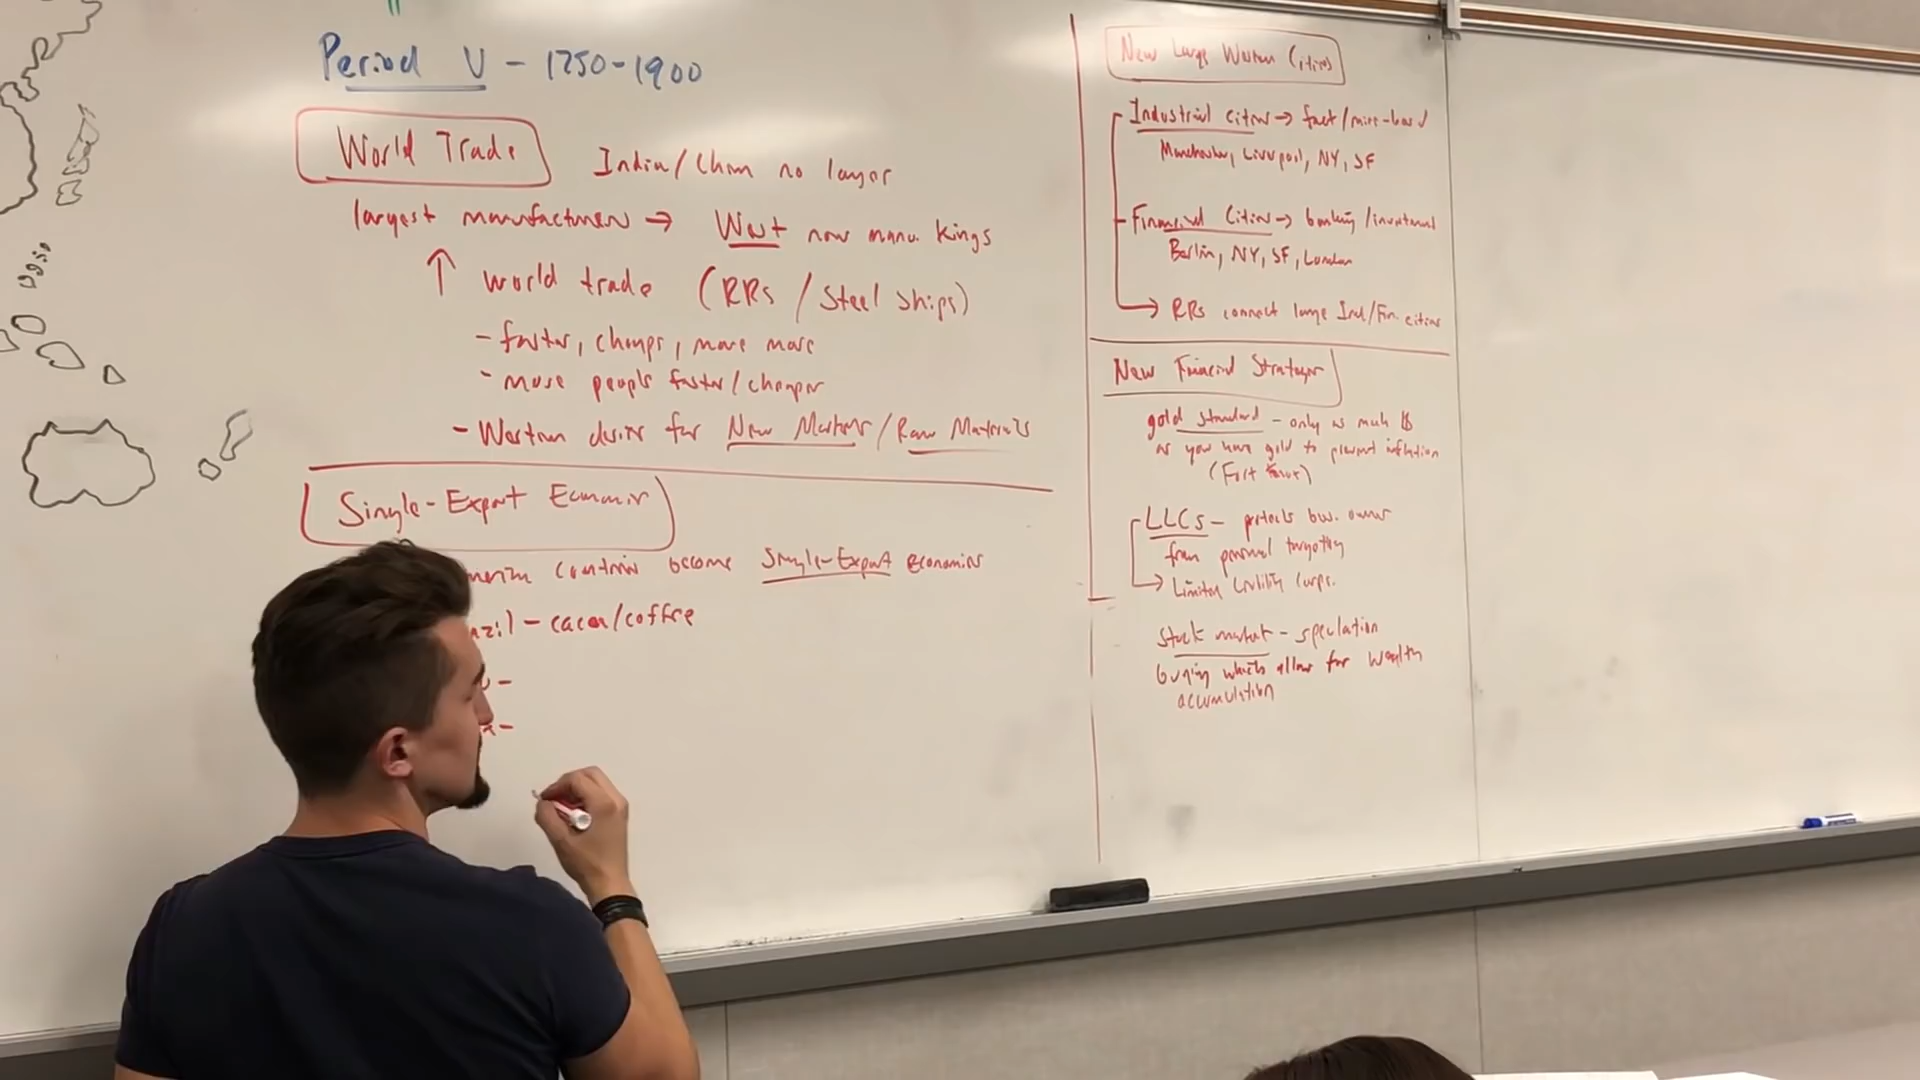 Period V - 1750-1900
World Trade
India/China no longer
largest manufacturers → West now manu. kings
↑ world trade (RRs / Steel ships)
- faster, cheaper, move more
- move people faster/cheaper
- Western desire for New Markets / Raw Materials
Single-Export Economies
countries become Single-Export economies
- cacao/coffee
-
-
New Large Western Cities
Industrial cities → fact/mine-based
Manchester, Liverpool, NY, SF
Financial Cities → banking/investment
Berlin, NY, SF, London
→ RRs connect large Ind./Fin. cities
New Financial Strategies
gold standard - only as much $
as you have gold to prevent inflation
(Fort Knox)
LLCs - protects bus. owner
from personal targeting
→ Limited Liability Corps.
Stock market - speculation
buying which allows for wealth
accumulation